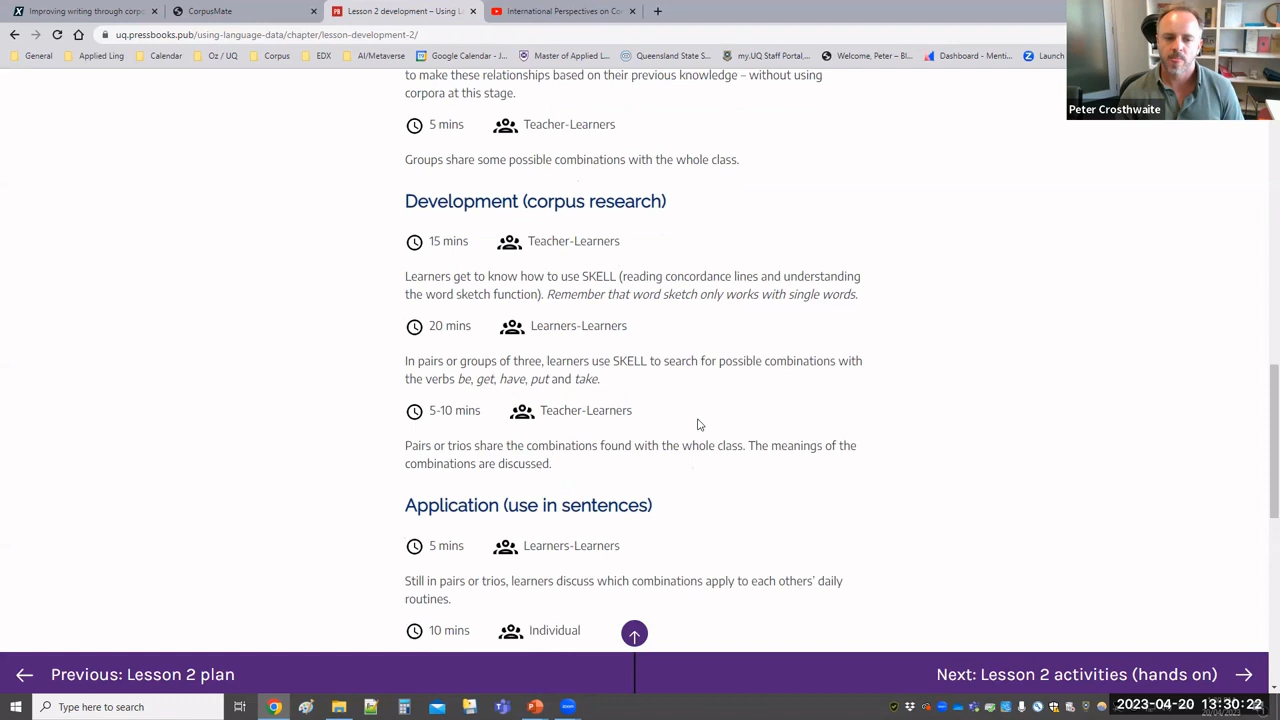 Improving writing through corp
CorpusMate
Lesson 2 development – Using L
International Perspectives on Co
uq.pressbooks.pub/using-language-data/chapter/lesson-development-2/
General
Applied Ling
Calendar
Oz / UQ
Corpus
EDX
AI/Metaverse
Google Calendar - J...
Master of Applied L...
Queensland State S...
my.UQ Staff Portal,...
Welcome, Peter – Bl...
Dashboard - Menti...
Launch
Peter Crosthwaite
to make these relationships based on their previous knowledge – without using
corpora at this stage.
5 mins Teacher-Learners
Groups share some possible combinations with the whole class.
Development (corpus research)
15 mins Teacher-Learners
Learners get to know how to use SKELL (reading concordance lines and understanding
the word sketch function). Remember that word sketch only works with single words.
20 mins Learners-Learners
In pairs or groups of three, learners use SKELL to search for possible combinations with
the verbs be, get, have, put and take.
5-10 mins Teacher-Learners
Pairs or trios share the combinations found with the whole class. The meanings of the
combinations are discussed.
Application (use in sentences)
5 mins Learners-Learners
Still in pairs or trios, learners discuss which combinations apply to each others’ daily
routines.
10 mins Individual
Previous: Lesson 2 plan
Next: Lesson 2 activities (hands on)
Type here to search
2023-04-20 13:30:22